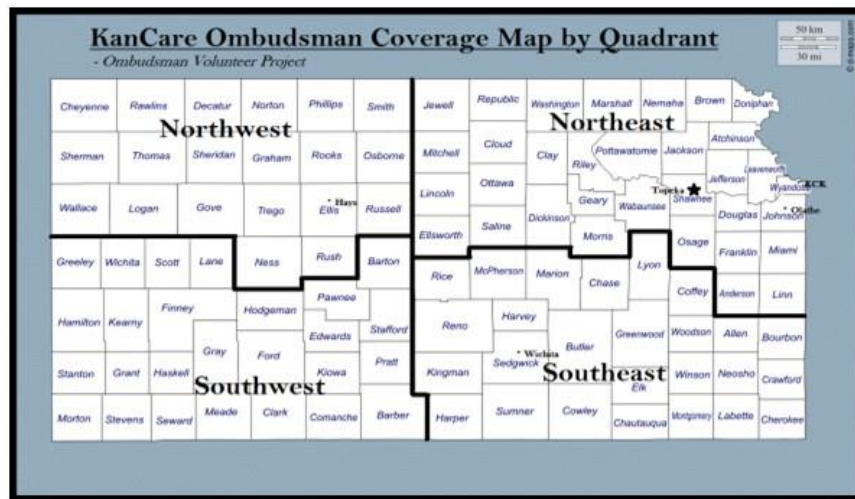 KanCare Ombudsman Coverage Map by Quadrant
- Ombudsman Volunteer Project
50 km
30 mi
© d-maps.com
Cheyenne Rawlins Decatur Norton Phillips Smith Jewell Republic Washington Marshall Nemaha Brown Doniphan
Northwest Northeast
Atchinson
Sherman Thomas Sheridan Graham Rooks Osborne Mitchell Cloud Clay Riley Pottawatomie Jackson
Jefferson Leavenworth Wyandotte KCK
Topeka
Wallace Logan Gove Trego Ellis Hays Russell Lincoln Ottawa Geary Wabaunsee Shawnee Douglas Johnson Olathe
Ellsworth Saline Dickinson Morris Osage Franklin Miami
Greeley Wichita Scott Lane Ness Rush Barton Rice McPherson Marion Chase Lyon Coffey Anderson Linn
Hamilton Kearny Finney Hodgeman Pawnee Edwards Stafford Reno Harvey Butler Greenwood Woodson Allen Bourbon
Gray Ford Wichita
Stanton Grant Haskell Kiowa Pratt Kingman Sedgwick Elk Winson Neosho Crawford
Southwest Southeast
Morton Stevens Seward Meade Clark Comanche Barber Harper Sumner Cowley Chautauqua Montgomery Labette Cherokee